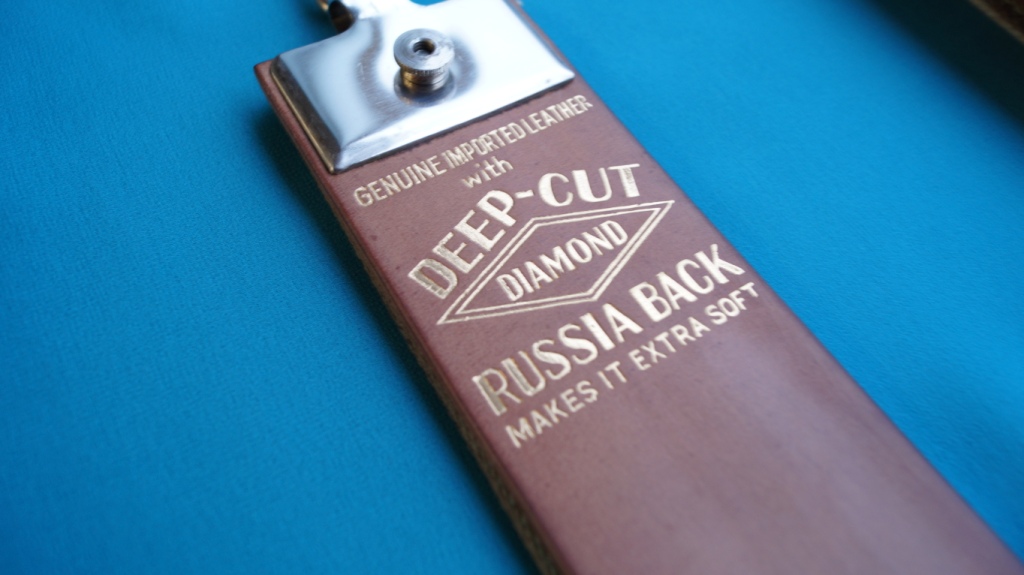 GENUINE IMPORTED LEATHER
with
DEEP-CUT
DIAMOND
RUSSIA BACK
MAKES IT EXTRA SOFT